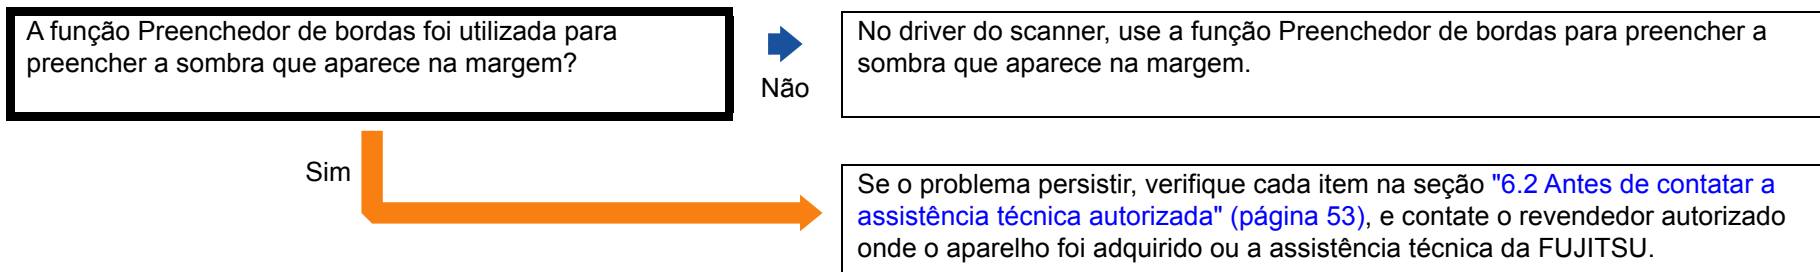 A função Preenchedor de bordas foi utilizada para
preencher a sombra que aparece na margem?
Não
No driver do scanner, use a função Preenchedor de bordas para preencher a
sombra que aparece na margem.
Sim
Se o problema persistir, verifique cada item na seção "6.2 Antes de contatar a
assistência técnica autorizada" (página 53), e contate o revendedor autorizado
onde o aparelho foi adquirido ou a assistência técnica da FUJITSU.